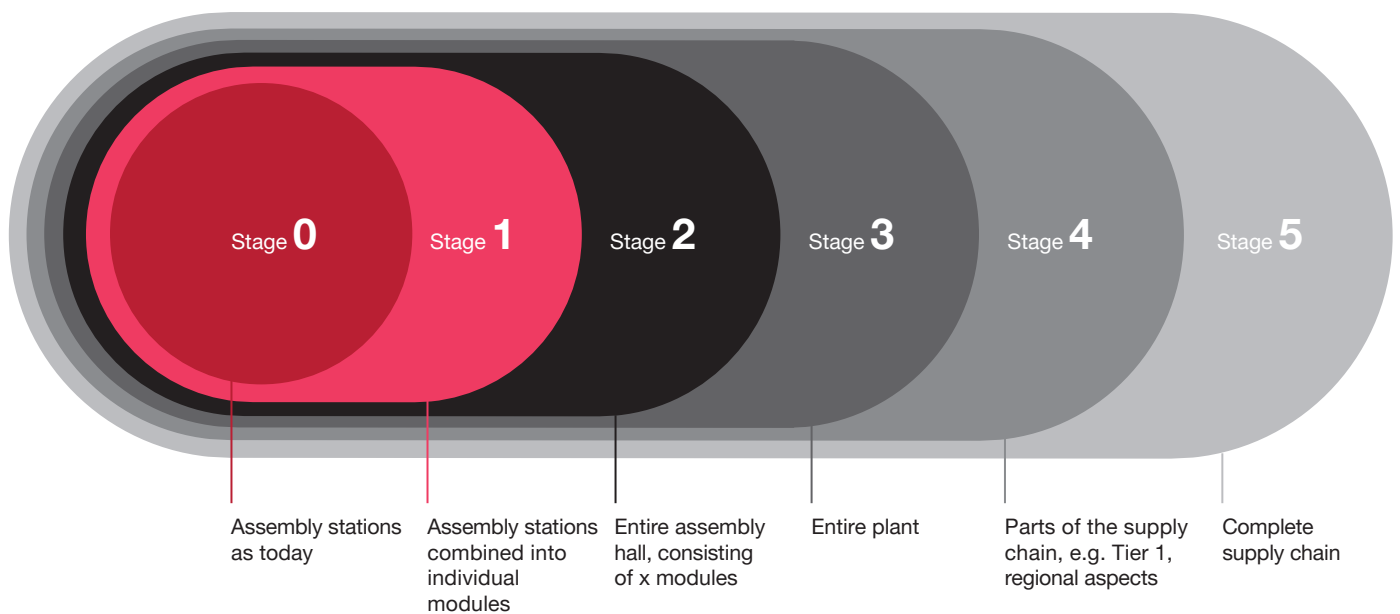 Stage 0
Stage 1
Stage 2
Stage 3
Stage 4
Stage 5
Assembly stations
as today
Assembly stations
combined into
individual
modules
Entire assembly
hall, consisting
of x modules
Entire plant
Parts of the supply
chain, e.g. Tier 1,
regional aspects
Complete
supply chain